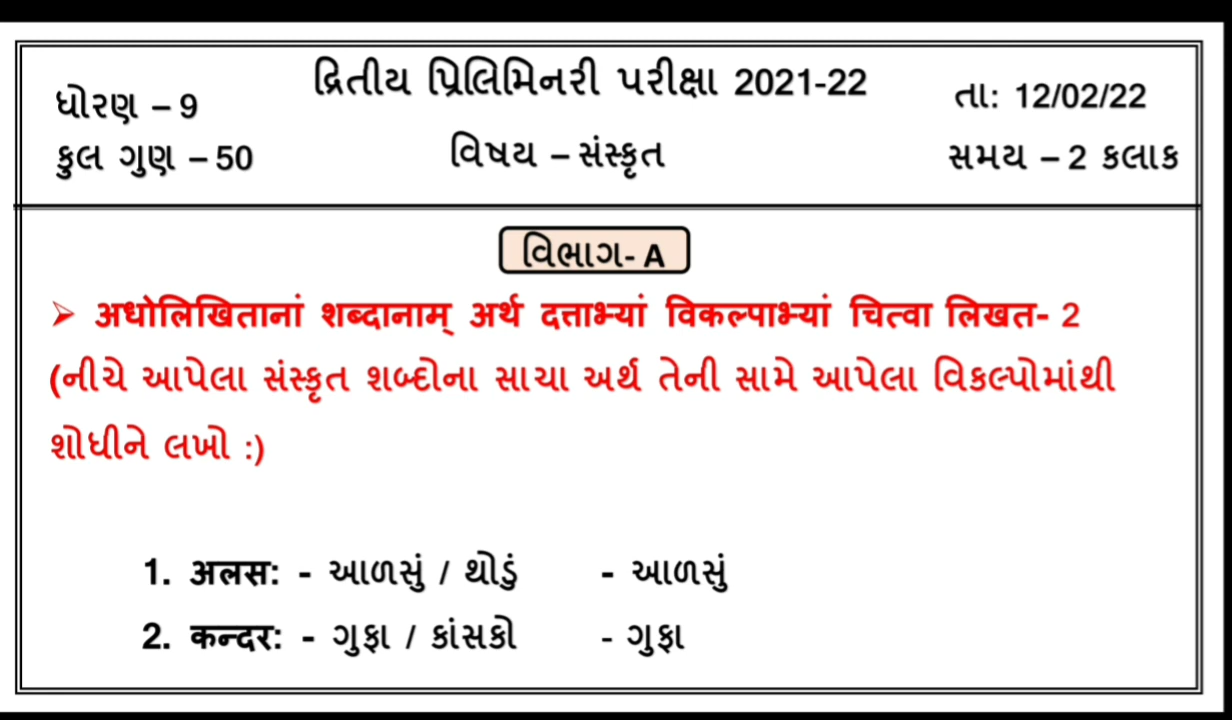 દ્રિતીય પ્રિલિમિનરી પરીક્ષા 2021-22
ધોરણ – 9
તા: 12/02/22
કુલ ગુણ – 50
વિષય – સંસ્કૃત
સમય – 2 કલાક
વિભાગ- A
➢ अधोलिखितानां शब्दानाम् अर्थ दत्ताभ्यां विकल्पाभ्यां चित्वा लिखत- 2
(નીચે આપેલા સંસ્કૃત શબ્દોના સાચા અર્થ તેની સામે આપેલા વિકલ્પોમાંથી
શોધીને લખો :)
1. अलस: - આળસું / થોડું - આળસું
2. कन्दर: - ગુફા / કાંસકો - ગુફા